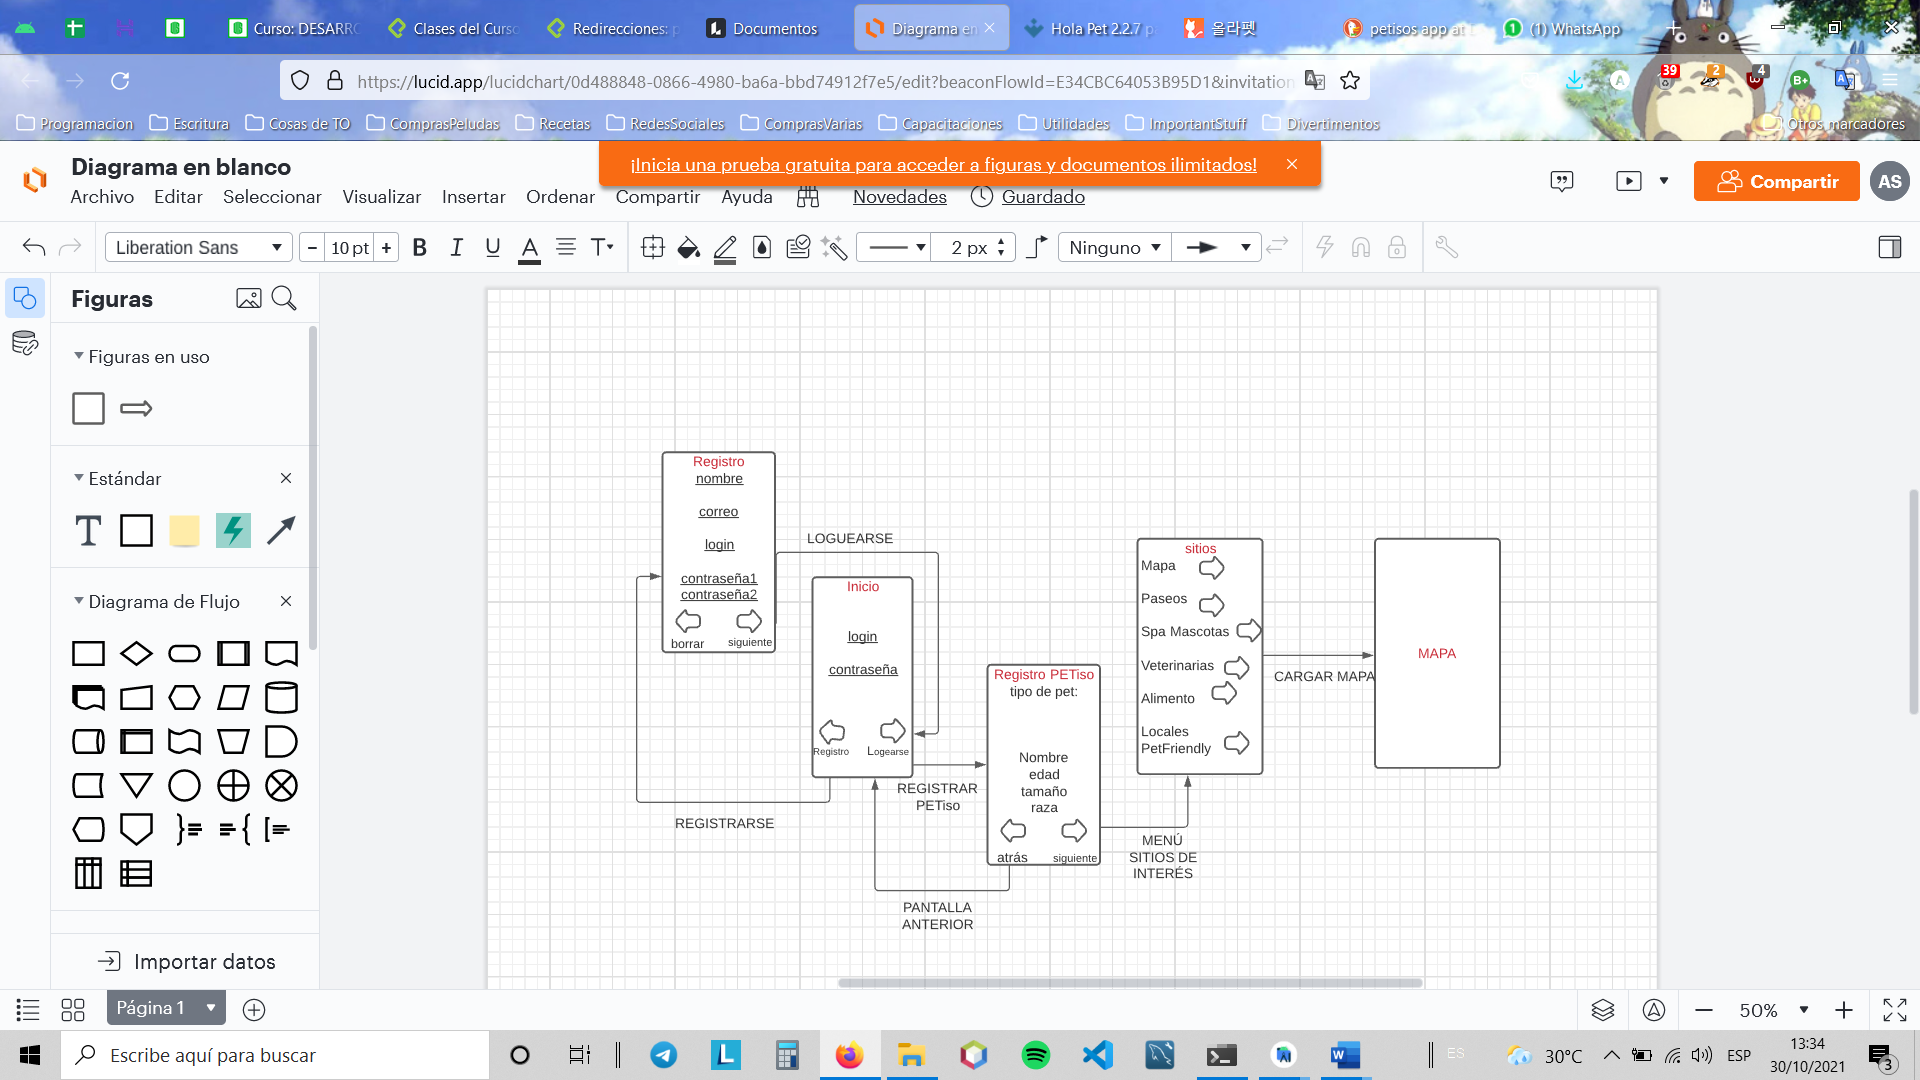 Curso: DESARRO
Clases del Curso
Redirecciones: p
Documentos
Diagrama en
Hola Pet 2.2.7 p
올라펫
petisos app at
(1) WhatsApp
https://lucid.app/lucidchart/0d488848-0866-4980-ba6a-bbd74912f7e5/edit?beaconFlowId=E34CBC64053B95D1&invitation
39
2
4
Programacion
Escritura
Cosas de TO
ComprasPeludas
Recetas
RedesSociales
ComprasVarias
Capacitaciones
Utilidades
ImportantStuff
Divertimentos
Otros marcadores
Diagrama en blanco
¡Inicia una prueba gratuita para acceder a figuras y documentos ilimitados!
Archivo
Editar
Seleccionar
Visualizar
Insertar
Ordenar
Compartir
Ayuda
Novedades
Guardado
Compartir
AS
Liberation Sans
10 pt
2 px
Ninguno
Figuras
Figuras en uso
Estándar
Diagrama de Flujo
Importar datos
Registro
nombre
correo
login
contraseña1
contraseña2
borrar
siguiente
LOGUEARSE
Inicio
login
contraseña
Registro
Logearse
REGISTRARSE
REGISTRAR
PETiso
Registro PETiso
tipo de pet:
Nombre
edad
tamaño
raza
atrás
siguiente
PANTALLA
ANTERIOR
MENÚ
SITIOS DE
INTERÉS
sitios
Mapa
Paseos
Spa Mascotas
Veterinarias
Alimento
Locales
PetFriendly
CARGAR MAPA
MAPA
Página 1
50%
Escribe aquí para buscar
ES
30°C
ESP
13:34
30/10/2021
3